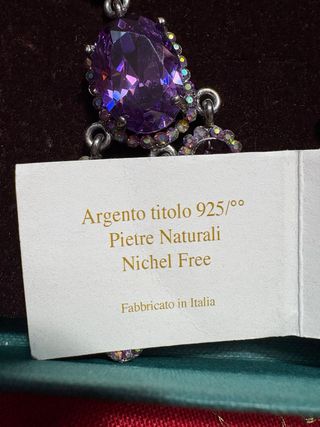 Argento titolo 925/°°
Pietre Naturali
Nichel Free
Fabbricato in Italia